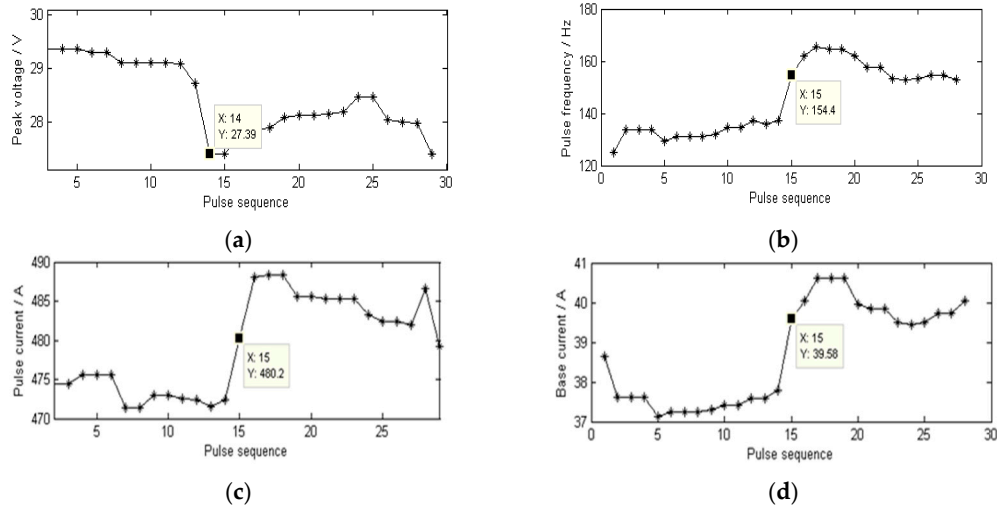 30
29
28
Peak voltage / V
X: 14
Y: 27.39
5 10 15 20 25 30
Pulse sequence
(a)
200
160
140
120
Pulse frequency / Hz
X: 15
Y: 154.4
0 5 10 15 20 25 30
Pulse sequence
(b)
490
485
480
475
470
Pulse current / A
X: 15
Y: 480.2
5 10 15 20 25
Pulse sequence
(c)
41
40
39
38
37
Base current / A
X: 15
Y: 39.58
0 5 10 15 20 25 30
Pulse sequence
(d)